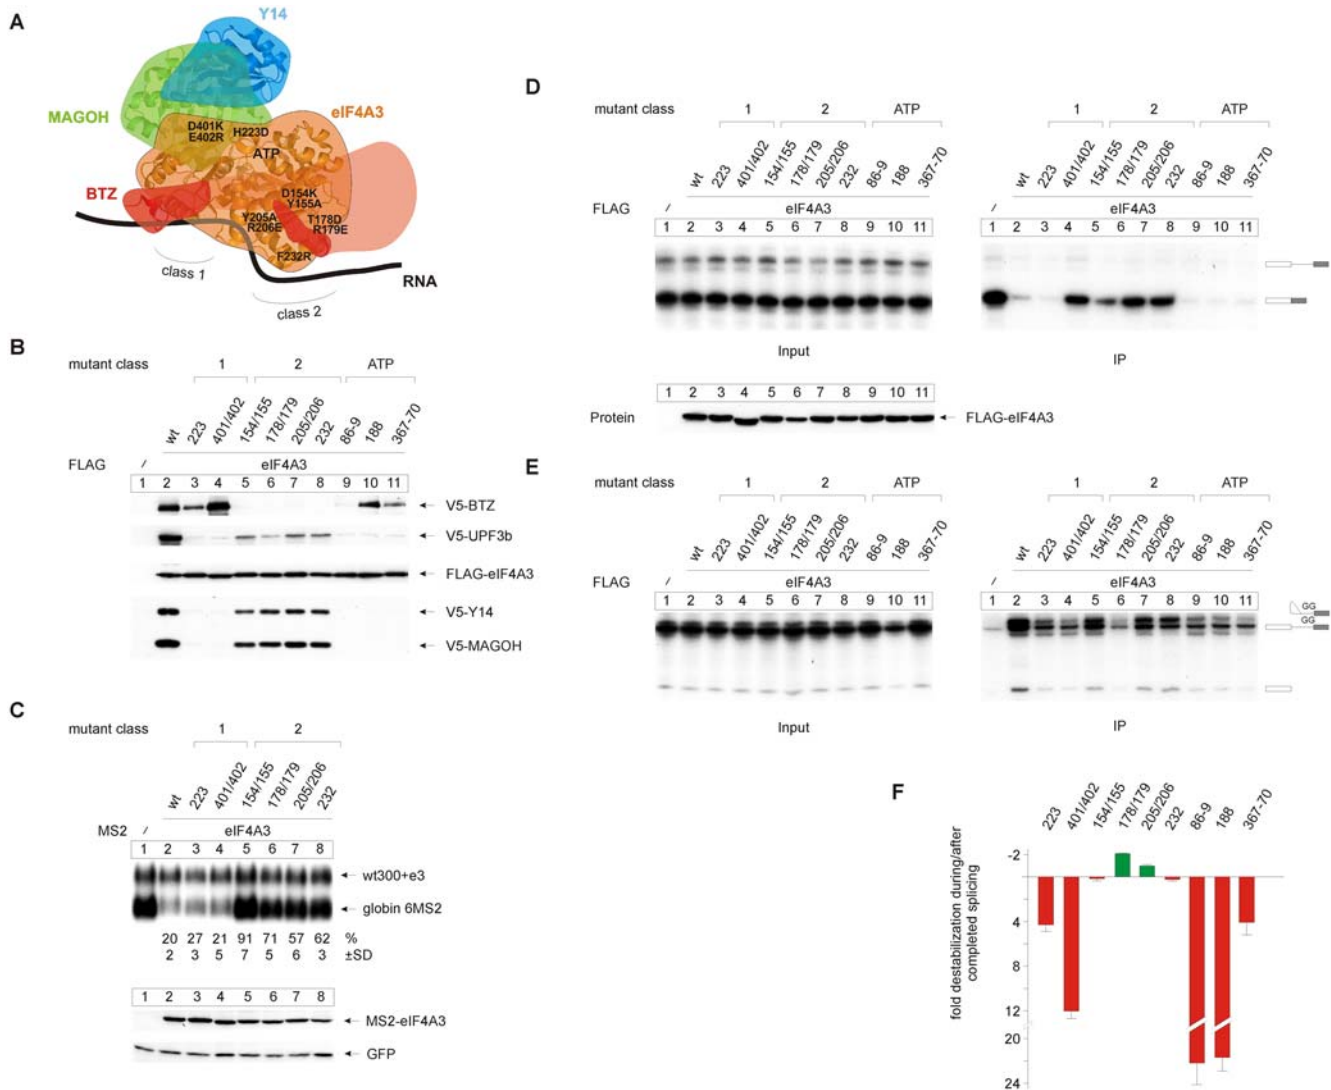 A
Y14
MAGOH
eIF4A3
D401K
E402R
H223D
ATP
BTZ
D154K
Y155A
Y205A
R206E
T178D
R179E
F232R
class 1
class 2
RNA
B
mutant class 1 2 ATP
wt 223 401/402 154/155 178/179 205/206 232 86-9 188 367-70
FLAG / eIF4A3
1 2 3 4 5 6 7 8 9 10 11
V5-BTZ
V5-UPF3b
FLAG-eIF4A3
V5-Y14
V5-MAGOH
C
mutant class 1 2
wt 223 401/402 154/155 178/179 205/206 232
MS2 / eIF4A3
1 2 3 4 5 6 7 8
wt300+e3
globin 6MS2
20 27 21 91 71 57 62 %
2 3 5 7 5 6 3 ±SD
1 2 3 4 5 6 7 8
MS2-eIF4A3
GFP
D
mutant class 1 2 ATP 1 2 ATP
wt 223 401/402 154/155 178/179 205/206 232 86-9 188 367-70 wt 223 401/402 154/155 178/179 205/206 232 86-9 188 367-70
FLAG / eIF4A3 / eIF4A3
1 2 3 4 5 6 7 8 9 10 11 1 2 3 4 5 6 7 8 9 10 11
Input IP
1 2 3 4 5 6 7 8 9 10 11
Protein FLAG-eIF4A3
E
mutant class 1 2 ATP 1 2 ATP
wt 223 401/402 154/155 178/179 205/206 232 86-9 188 367-70 wt 223 401/402 154/155 178/179 205/206 232 86-9 188 367-70
FLAG / eIF4A3 / eIF4A3
1 2 3 4 5 6 7 8 9 10 11 1 2 3 4 5 6 7 8 9 10 11
GG
GG
Input IP
F
223 401/402 154/155 178/179 205/206 232 86-9 188 367-70
fold destabilization during/after
completed splicing
-2
4
8
12
20
24